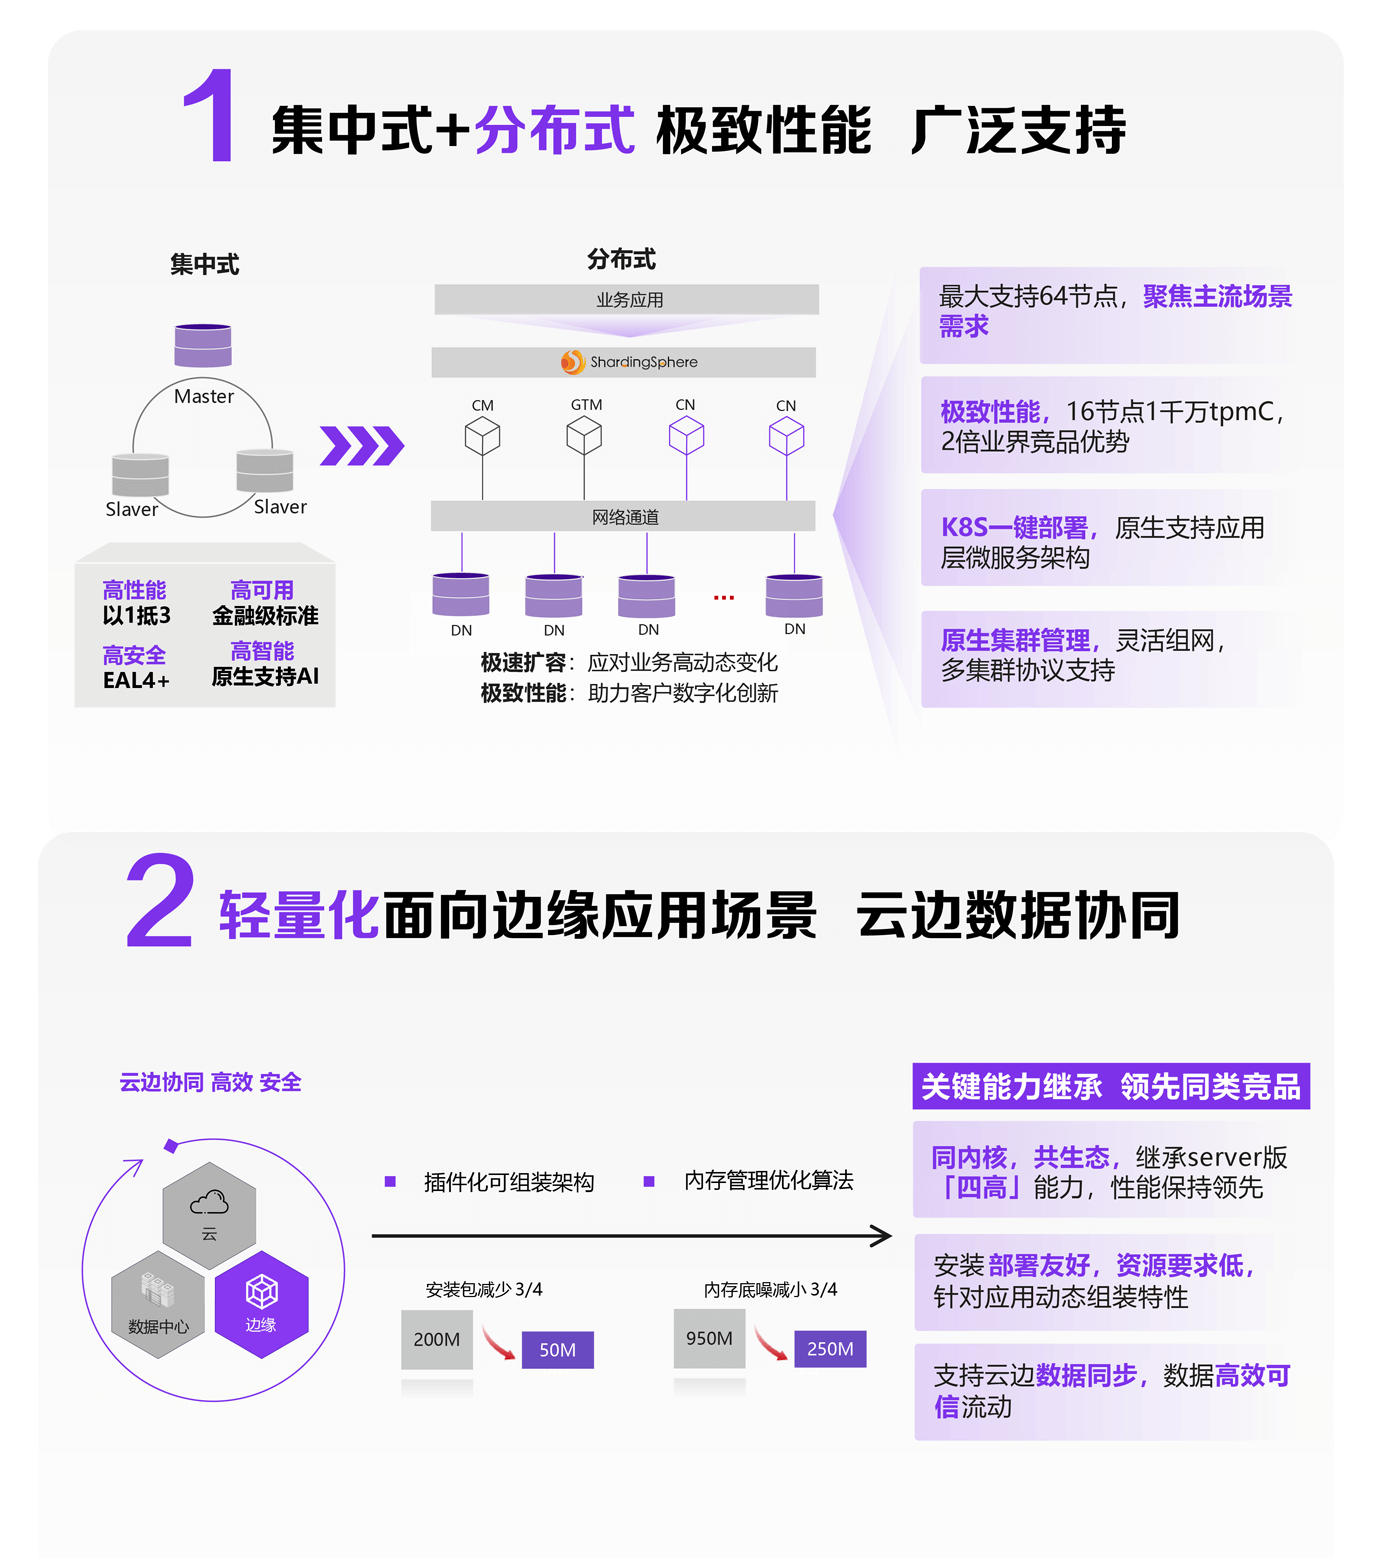 1 集中式+分布式 极致性能 广泛支持
集中式
Master
Slaver
Slaver
高性能
以1抵3
高可用
金融级标准
高安全
EAL4+
高智能
原生支持AI
分布式
业务应用
ShardingSphere
CM
GTM
CN
CN
网络通道
DN
DN
DN
...
DN
极速扩容：应对业务高动态变化
极致性能：助力客户数字化创新
最大支持64节点，聚焦主流场景
需求
极致性能，16节点1千万tpmC，
2倍业界竞品优势
K8S一键部署，原生支持应用
层微服务架构
原生集群管理，灵活组网，
多集群协议支持
2 轻量化面向边缘应用场景 云边数据协同
云边协同 高效 安全
云
数据中心
边缘
插件化可组装架构
内存管理优化算法
安装包减少 3/4
200M
50M
内存底噪减小 3/4
950M
250M
关键能力继承 领先同类竞品
同内核，共生态，继承server版
「四高」能力，性能保持领先
安装部署友好，资源要求低，
针对应用动态组装特性
支持云边数据同步，数据高效可
信流动